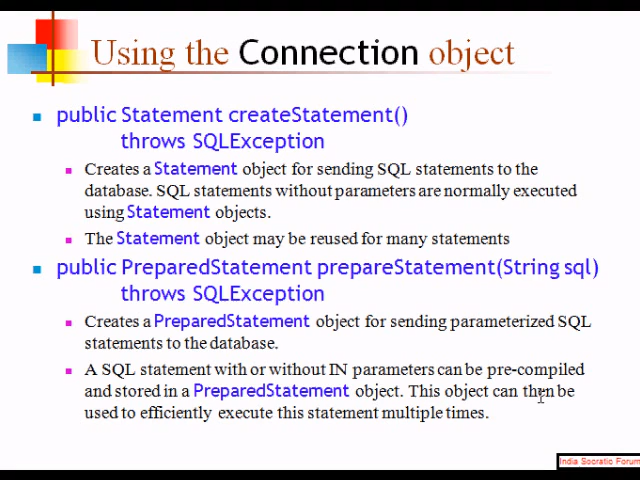 Using the Connection object
public Statement createStatement()
throws SQLException
Creates a Statement object for sending SQL statements to the
database. SQL statements without parameters are normally executed
using Statement objects.
The Statement object may be reused for many statements
public PreparedStatement prepareStatement(String sql)
throws SQLException
Creates a PreparedStatement object for sending parameterized SQL
statements to the database.
A SQL statement with or without IN parameters can be pre-compiled
and stored in a PreparedStatement object. This object can then be
used to efficiently execute this statement multiple times.
India Socratic Forum